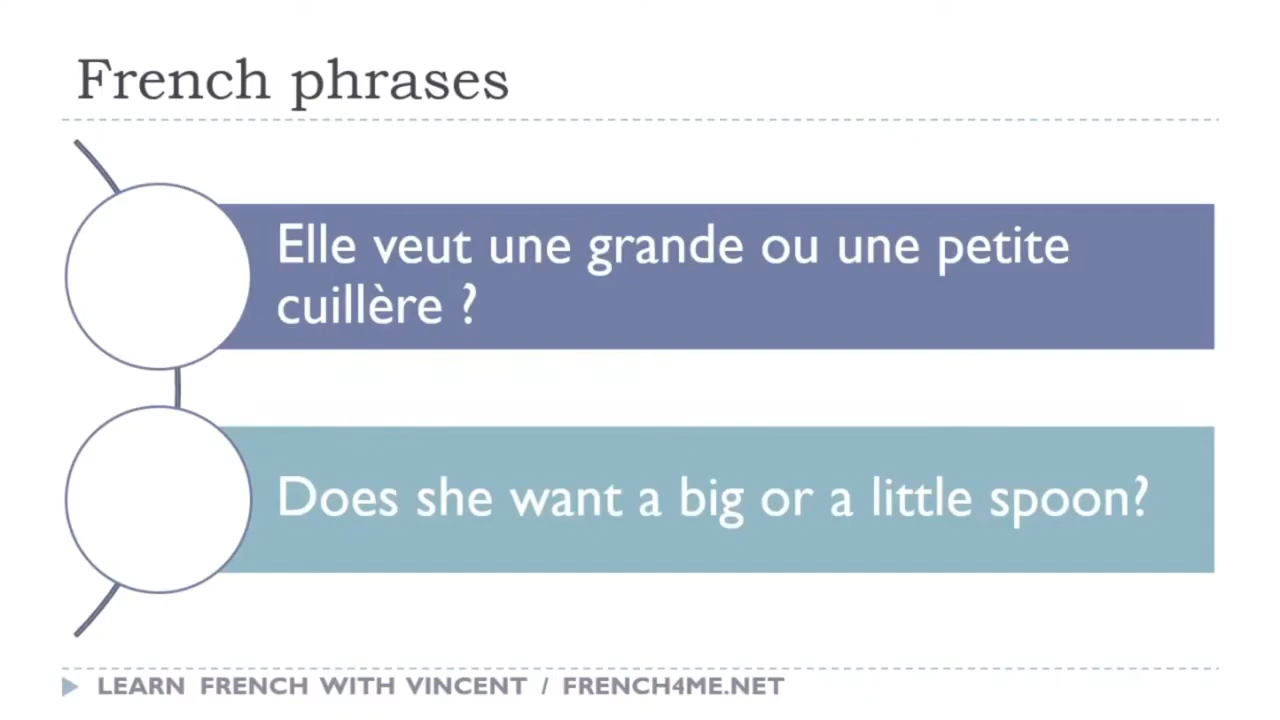 French phrases
Elle veut une grande ou une petite
cuillère ?
Does she want a big or a little spoon?
LEARN FRENCH WITH VINCENT / FRENCH4ME.NET